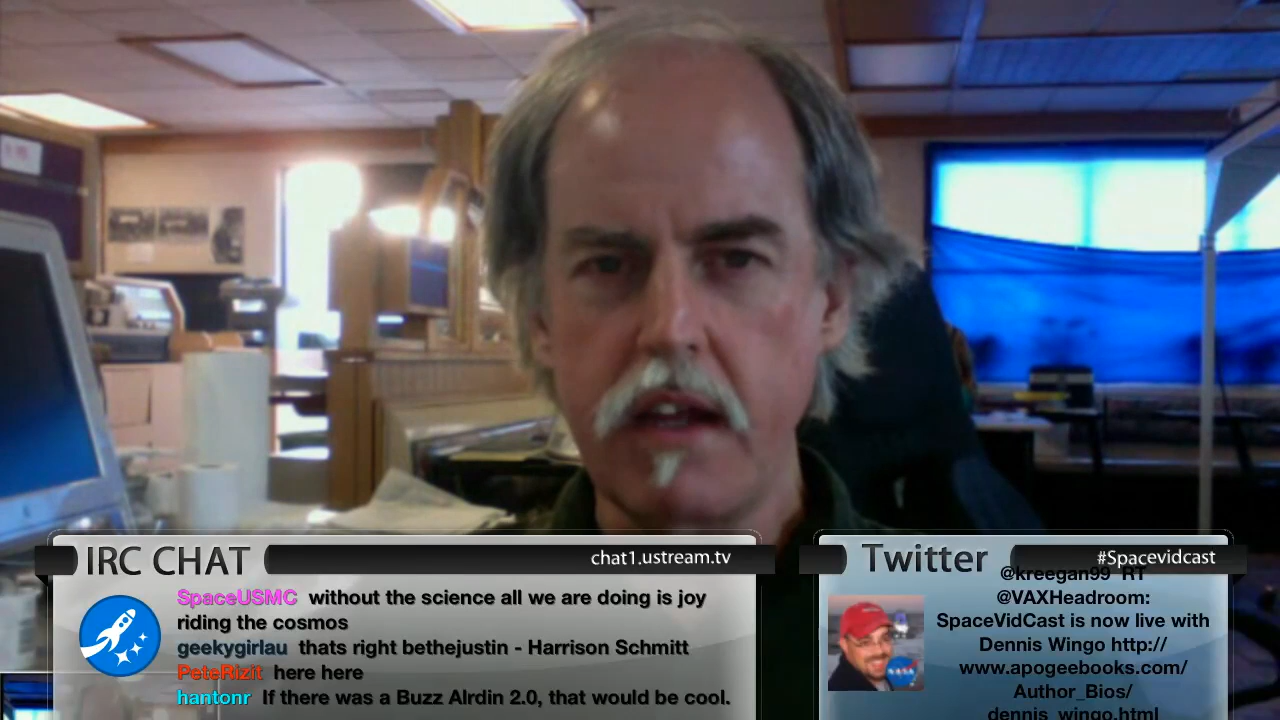 IRC CHAT
chat1.ustream.tv
SpaceUSMC without the science all we are doing is joy
riding the cosmos
geekygirlau thats right bethejustin - Harrison Schmitt
PeteRizit here here
hantonr If there was a Buzz Alrdin 2.0, that would be cool.
Twitter
#Spacevidcast
@kreegan99 RT
@VAXHeadroom:
SpaceVidCast is now live with
Dennis Wingo http://
www.apogeebooks.com/
Author_Bios/
dennis_wingo.html